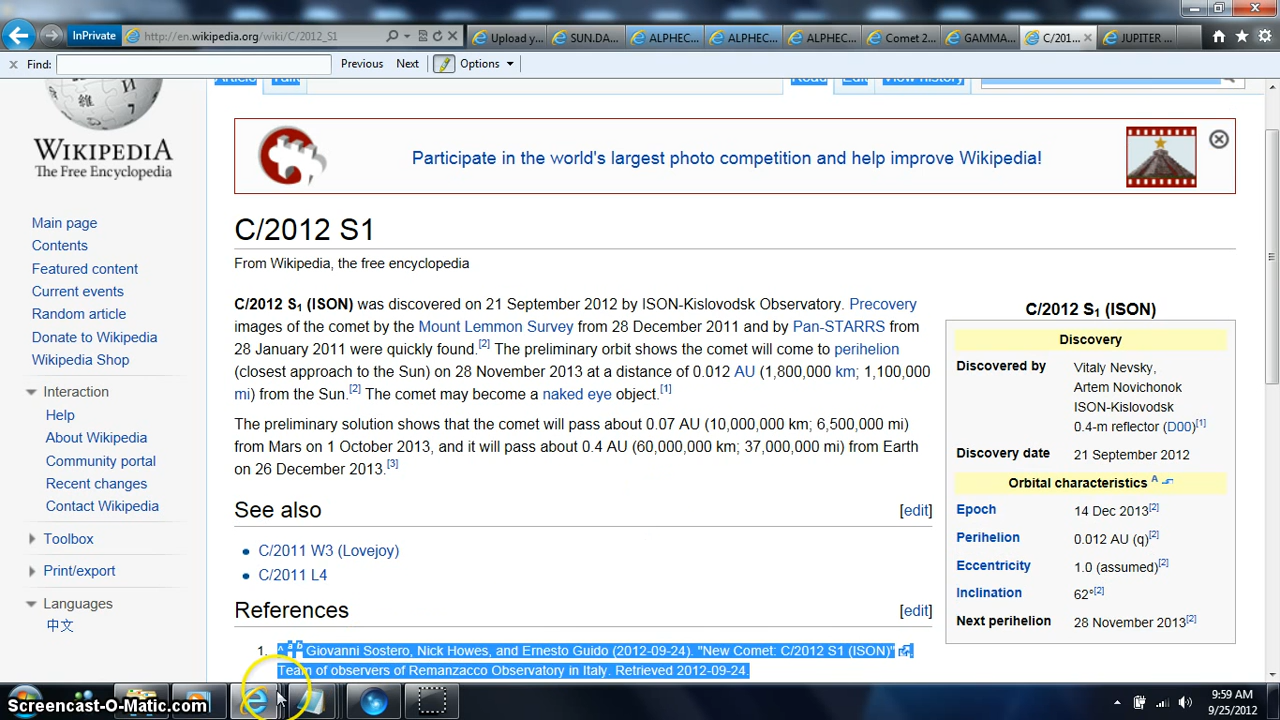 InPrivate
http://en.wikipedia.org/wiki/C/2012_S1
Upload y...
SUN.DA...
ALPHEC...
ALPHEC...
ALPHEC...
Comet 2...
GAMMA...
C/201...
JUPITER ...
Find:
Previous
Next
Options
Article
Talk
Read
Edit
View history
WIKIPEDIA
The Free Encyclopedia
Participate in the world's largest photo competition and help improve Wikipedia!
Main page
Contents
Featured content
Current events
Random article
Donate to Wikipedia
Wikipedia Shop
Interaction
Help
About Wikipedia
Community portal
Recent changes
Contact Wikipedia
Toolbox
Print/export
Languages
中文
C/2012 S1
From Wikipedia, the free encyclopedia
C/2012 S1 (ISON) was discovered on 21 September 2012 by ISON-Kislovodsk Observatory. Precovery
images of the comet by the Mount Lemmon Survey from 28 December 2011 and by Pan-STARRS from
28 January 2011 were quickly found.[2] The preliminary orbit shows the comet will come to perihelion
(closest approach to the Sun) on 28 November 2013 at a distance of 0.012 AU (1,800,000 km; 1,100,000
mi) from the Sun.[2] The comet may become a naked eye object.[1]
The preliminary solution shows that the comet will pass about 0.07 AU (10,000,000 km; 6,500,000 mi)
from Mars on 1 October 2013, and it will pass about 0.4 AU (60,000,000 km; 37,000,000 mi) from Earth
on 26 December 2013.[3]
See also
[edit]
C/2011 W3 (Lovejoy)
C/2011 L4
References
[edit]
1. ^ a b Giovanni Sostero, Nick Howes, and Ernesto Guido (2012-09-24). "New Comet: C/2012 S1 (ISON)".
Team of observers of Remanzacco Observatory in Italy. Retrieved 2012-09-24.
C/2012 S1 (ISON)
Discovery
Discovered by
Vitaly Nevsky,
Artem Novichonok
ISON-Kislovodsk
0.4-m reflector (D00)[1]
Discovery date
21 September 2012
Orbital characteristics A
Epoch
14 Dec 2013[2]
Perihelion
0.012 AU (q)[2]
Eccentricity
1.0 (assumed)[2]
Inclination
62°[2]
Next perihelion
28 November 2013[2]
Screencast-O-Matic.com
9:59 AM
9/25/2012